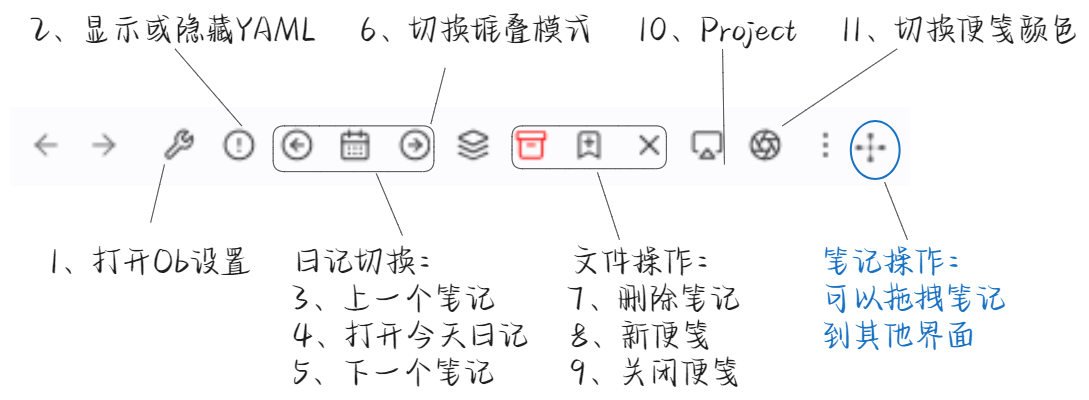 2、显示或隐藏YAML
6、切换堆叠模式
10、Project
11、切换便笺颜色
1、打开Ob设置
日记切换：
3、上一个笔记
4、打开今天日记
5、下一个笔记
文件操作：
7、删除笔记
8、新便笺
9、关闭便笺
笔记操作：
可以拖拽笔记
到其他界面